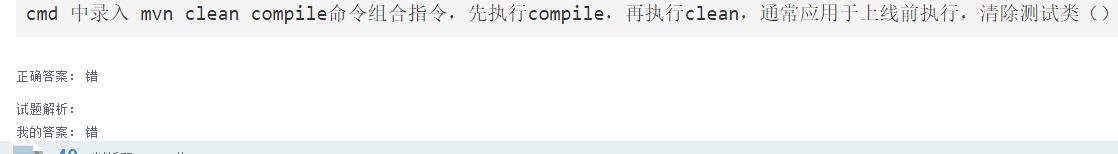 cmd 中录入 mvn clean compile命令组合指令，先执行compile，再执行clean，通常应用于上线前执行，清除测试类（）
正确答案： 错
试题解析：
我的答案： 错